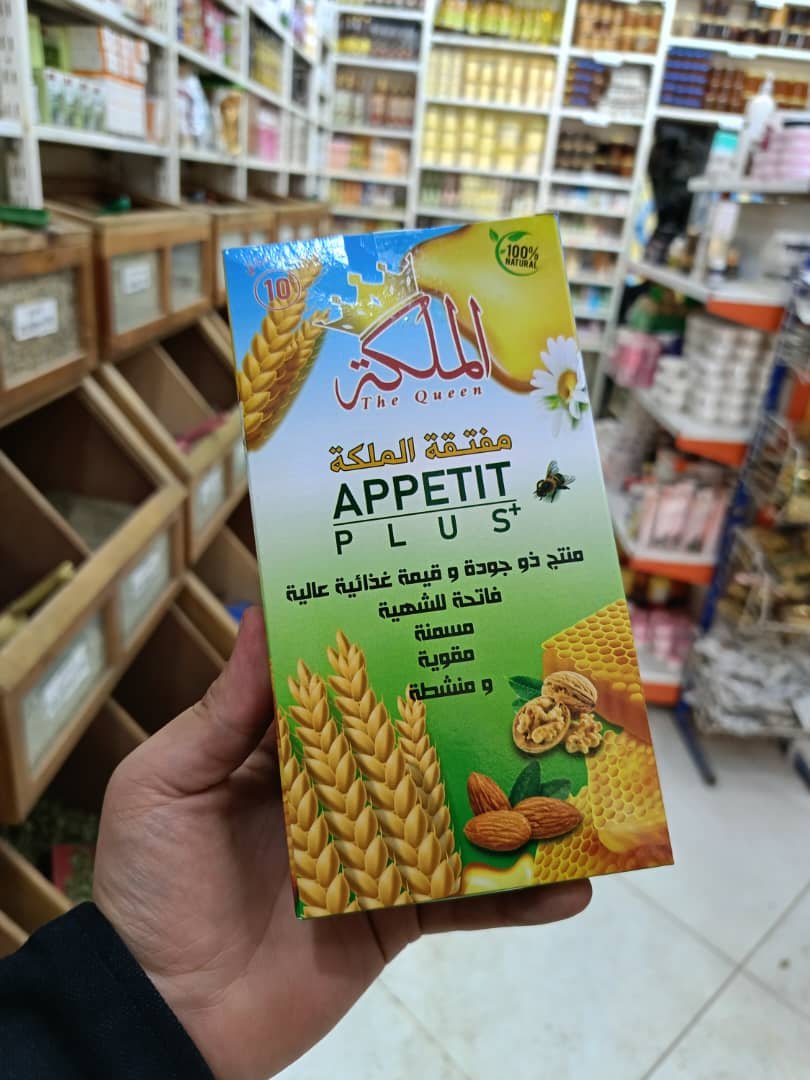 10
100%
NATURAL
الملكة
The Queen
مفتقة الملكة
APPETIT
PLUS+
منتج ذو جودة و قيمة غذائية عالية
فاتحة للشهية
مسمنة
مقوية
و منشطة